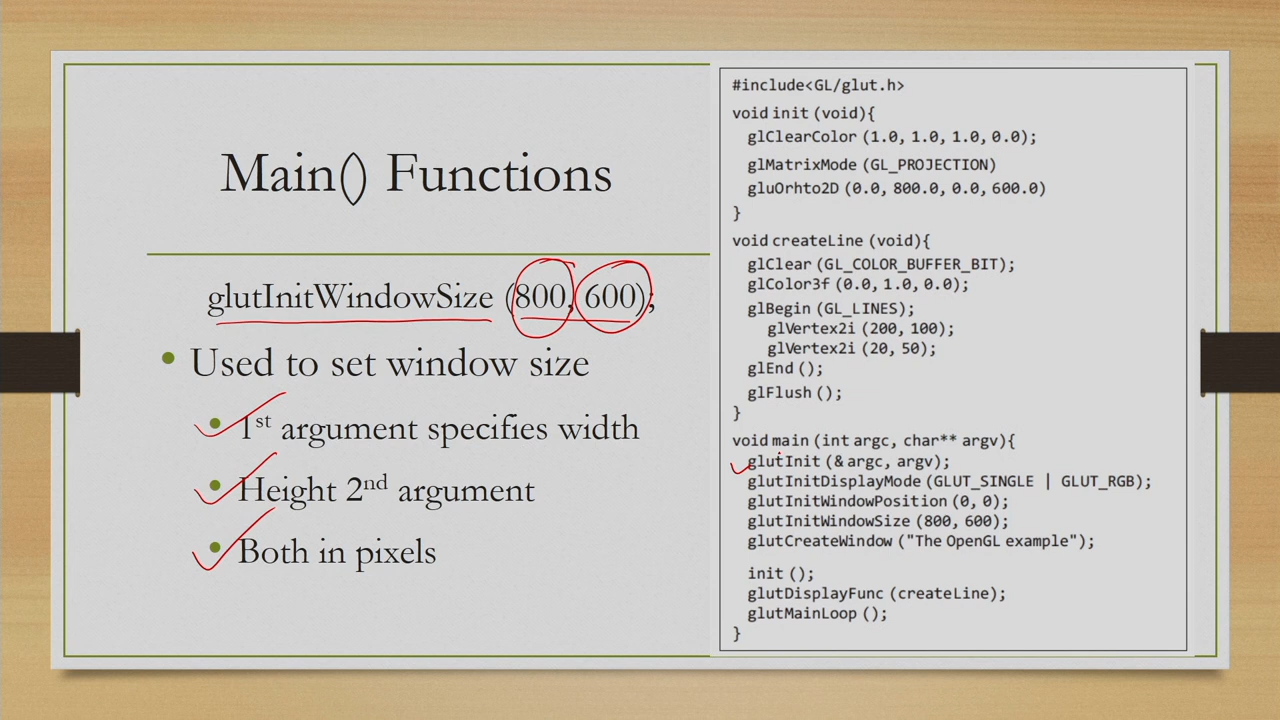 Main() Functions
glutInitWindowSize (800, 600);
Used to set window size
1st argument specifies width
Height 2nd argument
Both in pixels
#include<GL/glut.h>
void init (void){
glClearColor (1.0, 1.0, 1.0, 0.0);
glMatrixMode (GL_PROJECTION)
gluOrhto2D (0.0, 800.0, 0.0, 600.0)
}
void createLine (void){
glClear (GL_COLOR_BUFFER_BIT);
glColor3f (0.0, 1.0, 0.0);
glBegin (GL_LINES);
glVertex2i (200, 100);
glVertex2i (20, 50);
glEnd ();
glFlush ();
}
void main (int argc, char** argv){
glutInit (& argc, argv);
glutInitDisplayMode (GLUT_SINGLE | GLUT_RGB);
glutInitWindowPosition (0, 0);
glutInitWindowSize (800, 600);
glutCreateWindow ("The OpenGL example");
init ();
glutDisplayFunc (createLine);
glutMainLoop ();
}